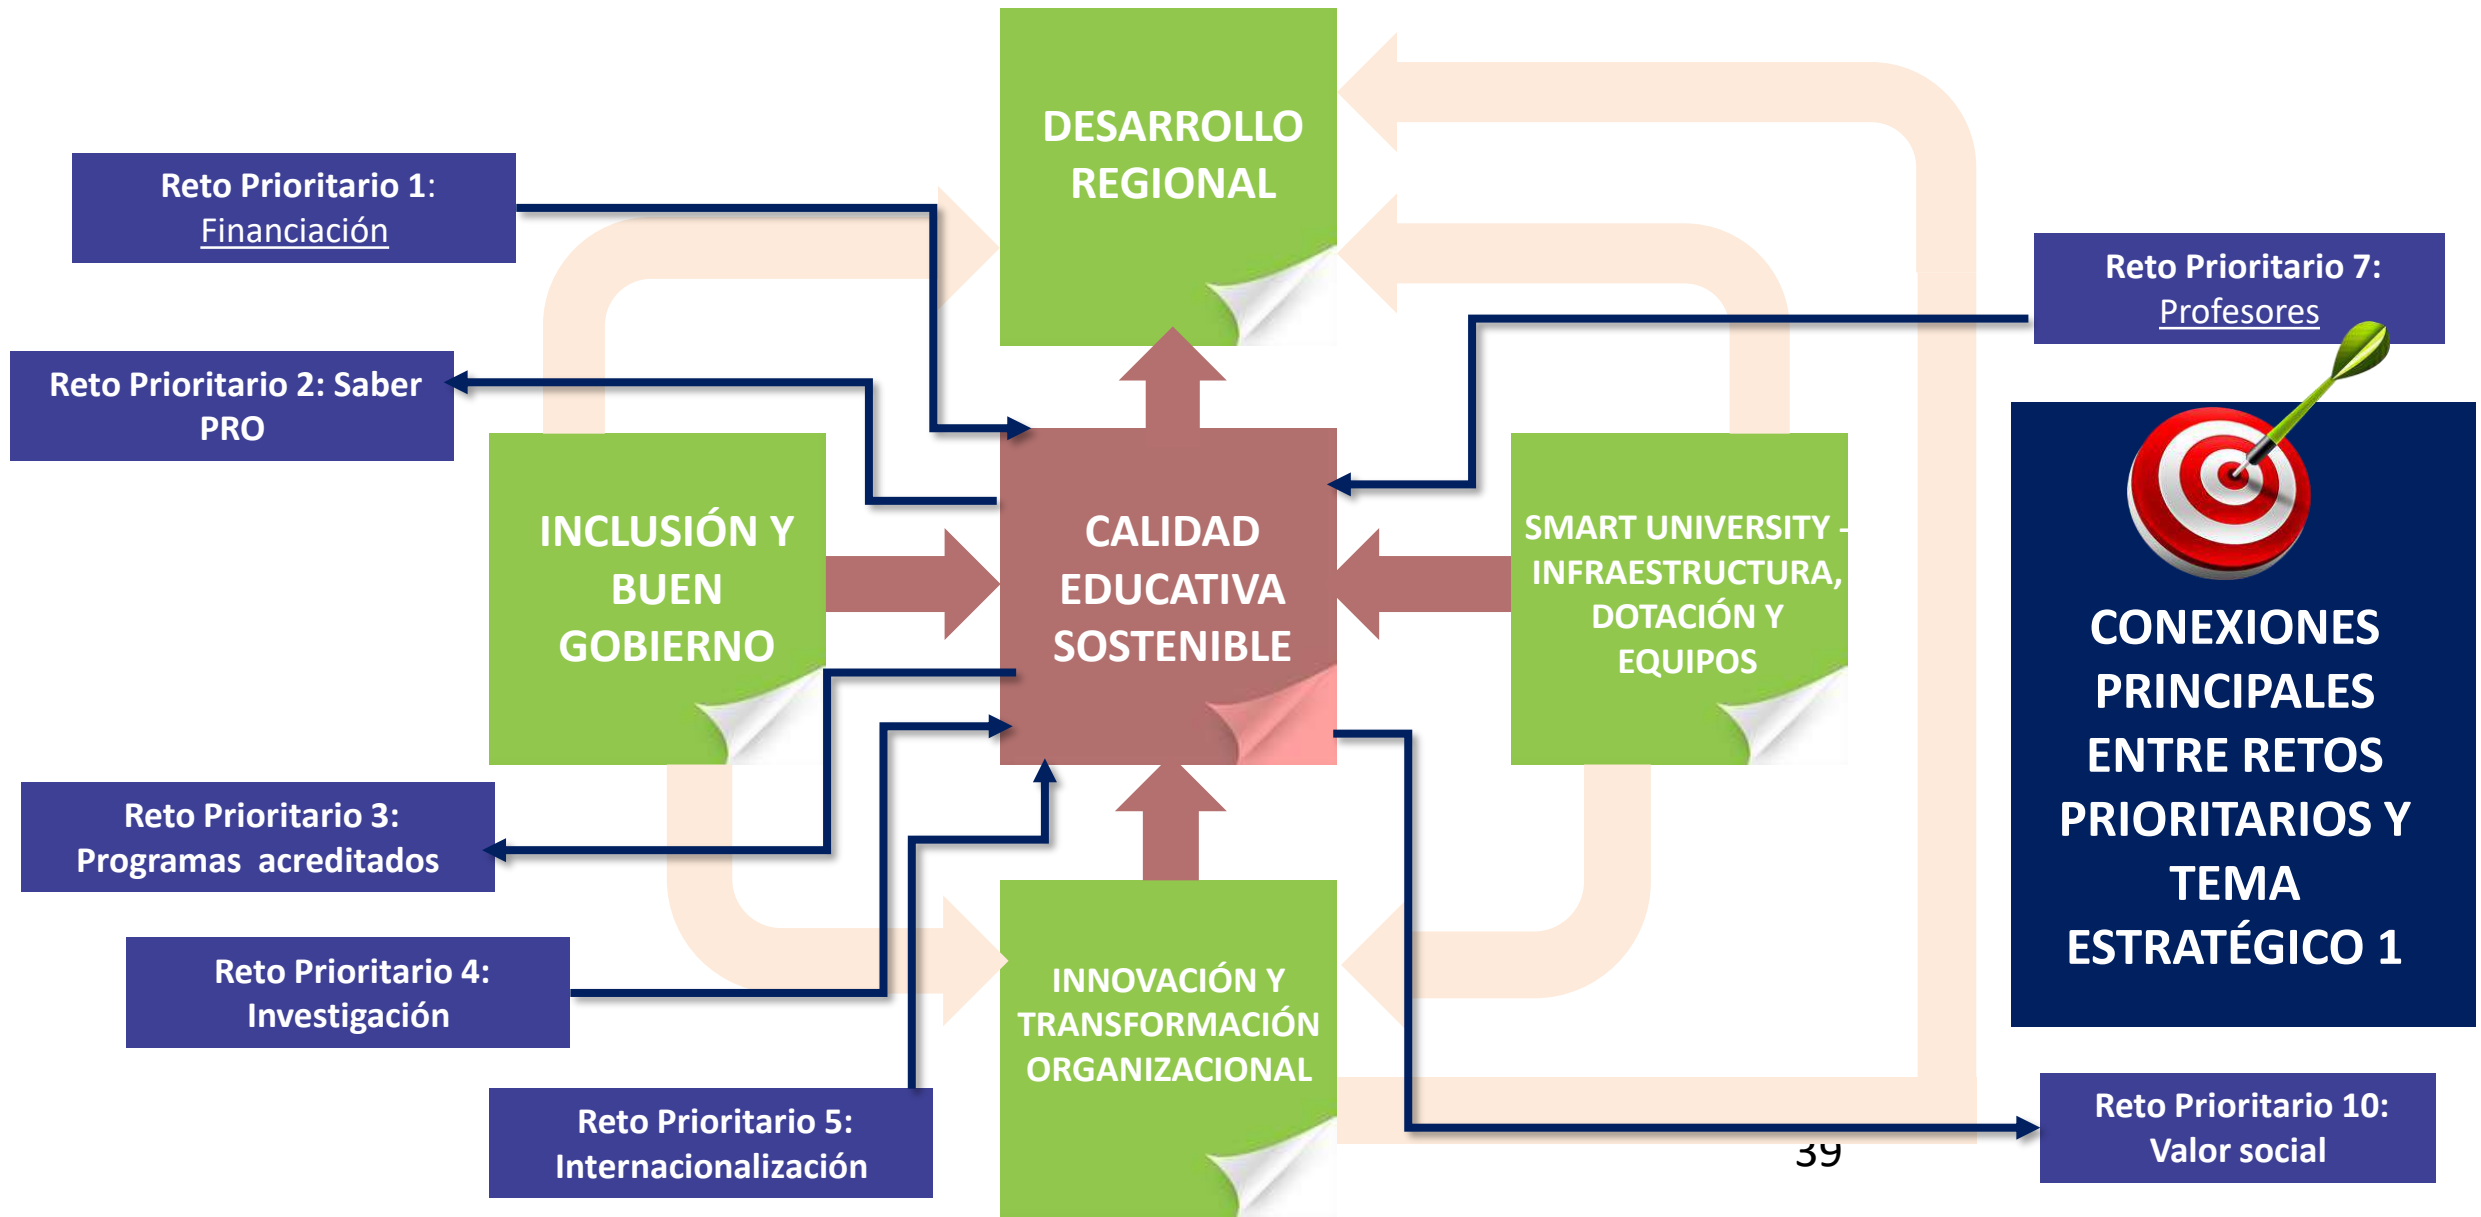 DESARROLLO
REGIONAL
Reto Prioritario 1:
Financiación
Reto Prioritario 7:
Profesores
Reto Prioritario 2: Saber
PRO
INCLUSIÓN Y
BUEN
GOBIERNO
CALIDAD
EDUCATIVA
SOSTENIBLE
SMART UNIVERSITY -
INFRAESTRUCTURA,
DOTACIÓN Y
EQUIPOS
CONEXIONES
PRINCIPALES
ENTRE RETOS
PRIORITARIOS Y
TEMA
ESTRATÉGICO 1
Reto Prioritario 3:
Programas  acreditados
Reto Prioritario 4:
Investigación
INNOVACIÓN Y
TRANSFORMACIÓN
ORGANIZACIONAL
Reto Prioritario 5:
Internacionalización
Reto Prioritario 10:
Valor social
39